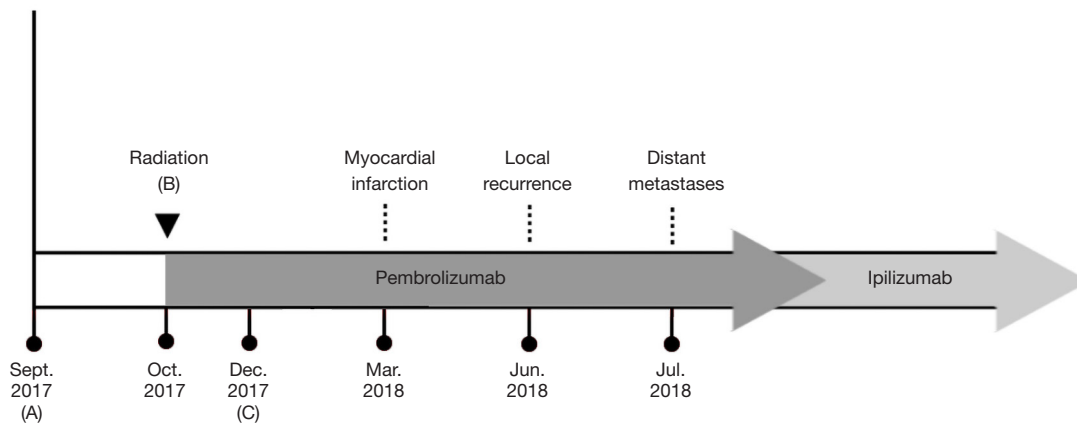 Radiation
(B)
Myocardial
infarction
Local
recurrence
Distant
metastases
Pembrolizumab
Ipilizumab
Sept.
2017
(A)
Oct.
2017
Dec.
2017
(C)
Mar.
2018
Jun.
2018
Jul.
2018